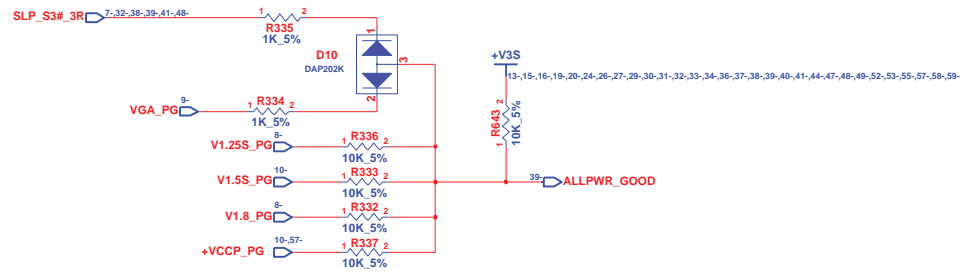 SLP_S3#_3R 7-,32-,38-,39-,41-,48- 1 2
R335
1K_5%
1
D10
DAP202K
3
2
+V3S
13-,15-,16-,19-,20-,24-,26-,27-,29-,30-,31-,32-,33-,34-,36-,37-,38-,39-,40-,41-,44-,47-,48-,49-,52-,53-,55-,57-,58-,59-
VGA_PG 9- 1 R334 2
1K_5%
2
R643
10K_5%
1
V1.25S_PG 8- 1 R336 2
10K_5%
V1.5S_PG 10- 1 R333 2
10K_5%
39- ALLPWR_GOOD
V1.8_PG 8- 1 R332 2
10K_5%
+VCCP_PG 10-,57- 1 R337 2
10K_5%